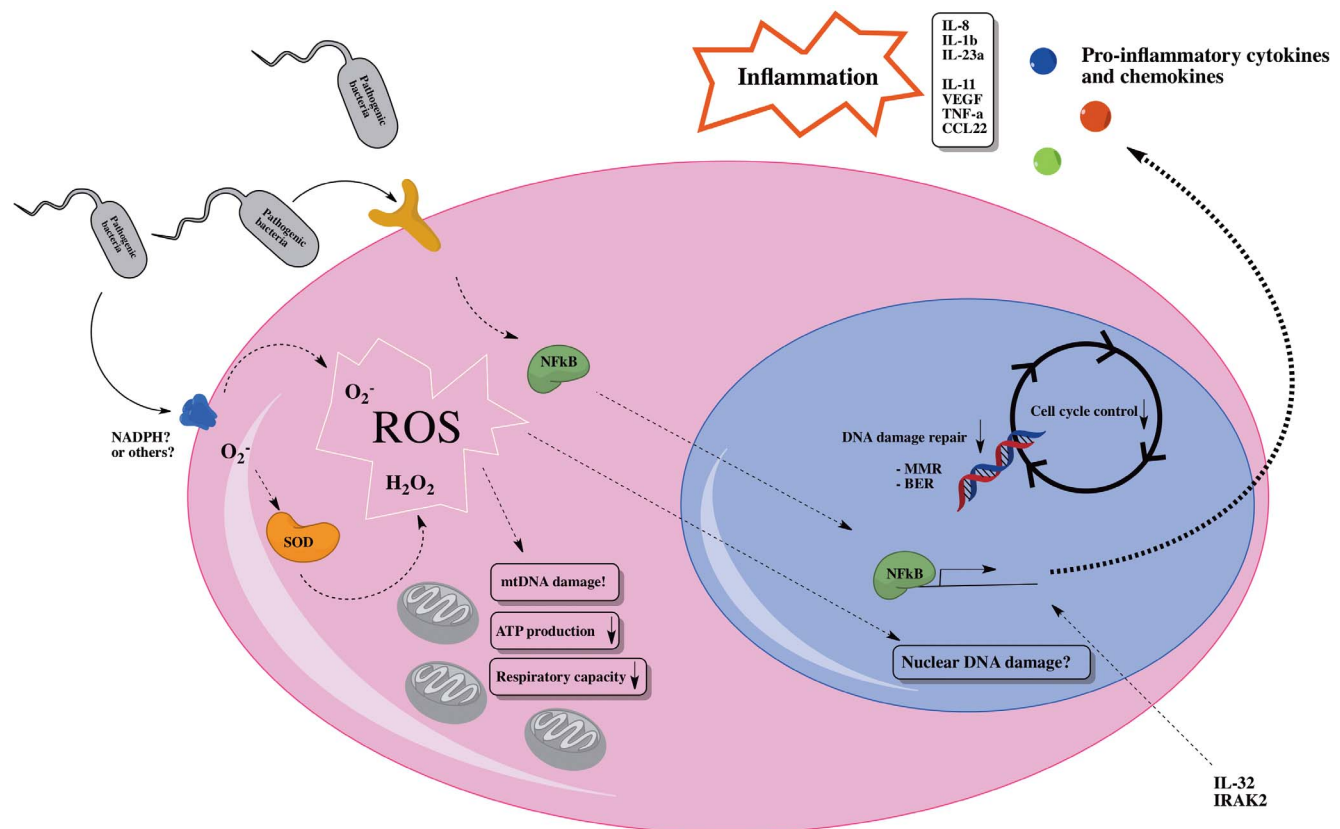 Pathogenic
bacteria
IL-8
IL-1b
IL-23a
IL-11
VEGF
TNF-a
CCL22
Inflammation
Pro-inflammatory cytokines
and chemokines
Pathogenic
bacteria
Pathogenic
bacteria
NADPH?
or others?
O₂⁻
SOD
O₂⁻
ROS
H₂O₂
NFkB
mtDNA damage!
ATP production
Respiratory capacity
Cell cycle control
DNA damage repair
- MMR
- BER
NFkB
Nuclear DNA damage?
IL-32
IRAK2